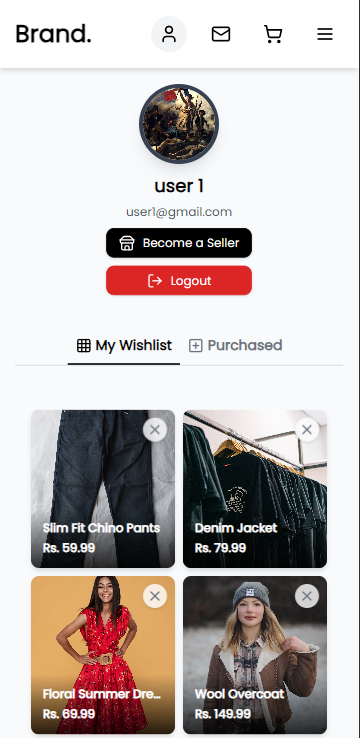 Brand.
user 1
user1@gmail.com
Become a Seller
Logout
My Wishlist
Purchased
Slim Fit Chino Pants
Rs. 59.99
Denim Jacket
Rs. 79.99
Floral Summer Dre...
Rs. 69.99
Wool Overcoat
Rs. 149.99